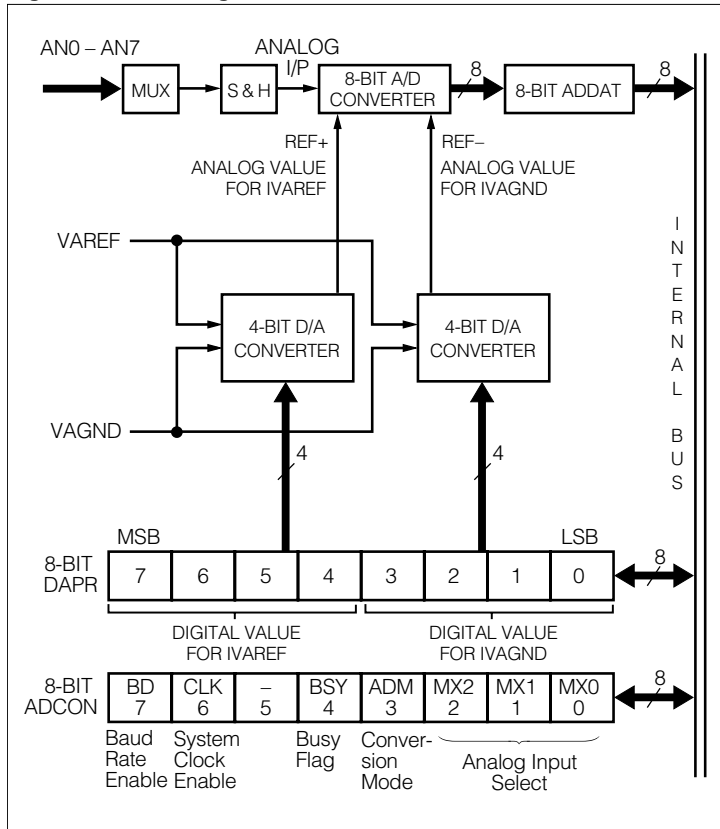 AN0 – AN7
ANALOG
I/P
MUX
S & H
8-BIT A/D
CONVERTER
8
8-BIT ADDAT
8
REF+
ANALOG VALUE
FOR IVAREF
REF–
ANALOG VALUE
FOR IVAGND
INTERNAL BUS
VAREF
4-BIT D/A
CONVERTER
4-BIT D/A
CONVERTER
VAGND
4
4
MSB
LSB
8-BIT
DAPR
7 6 5 4 3 2 1 0
8
DIGITAL VALUE
FOR IVAREF
DIGITAL VALUE
FOR IVAGND
8-BIT
ADCON
BD CLK – BSY ADM MX2 MX1 MX0
7 6 5 4 3 2 1 0
8
Baud
Rate
Enable
System
Clock
Enable
Busy
Flag
Conver-
sion
Mode
Analog Input
Select